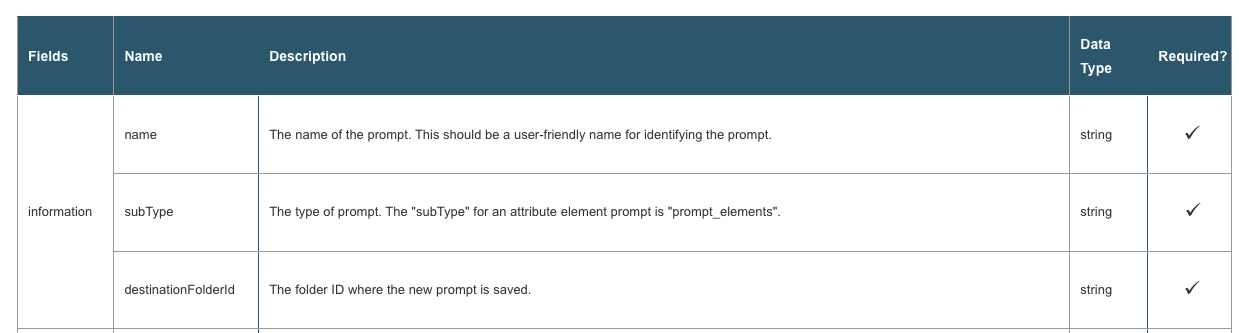 Fields Name Description Data Type Required?
name The name of the prompt. This should be a user-friendly name for identifying the prompt. string ✓
information subType The type of prompt. The "subType" for an attribute element prompt is "prompt_elements". string ✓
destinationFolderId The folder ID where the new prompt is saved. string ✓